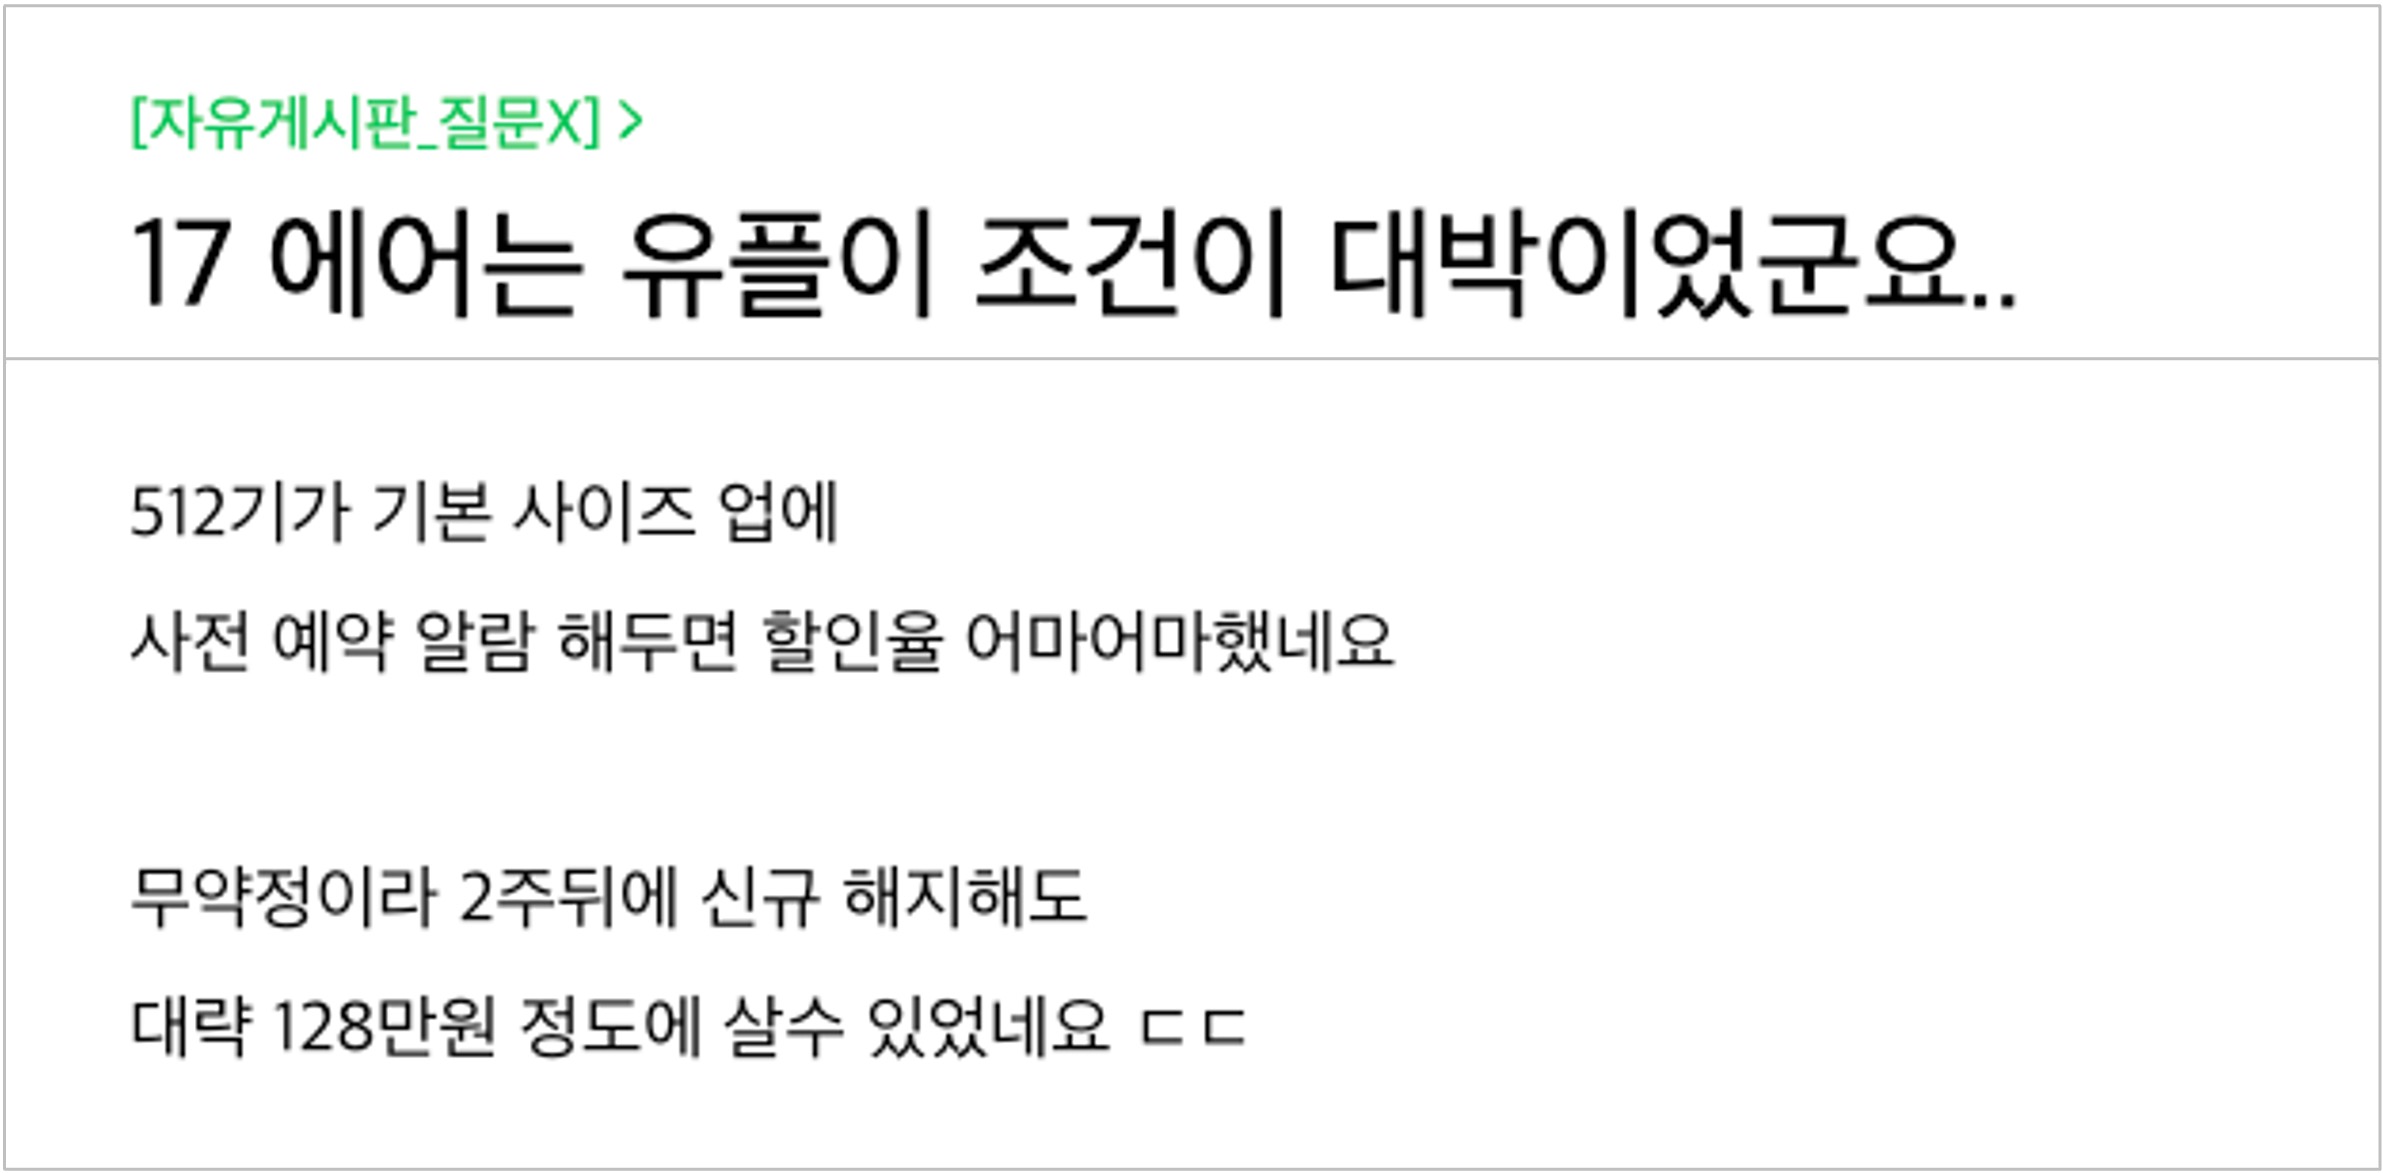 [자유게시판_질문X] >
17 에어는 유플이 조건이 대박이었군요..
512기가 기본 사이즈 업에
사전 예약 알람 해두면 할인율 어마어마했네요
무약정이라 2주뒤에 신규 해지해도
대략 128만원 정도에 살수 있었네요 ㄷㄷ